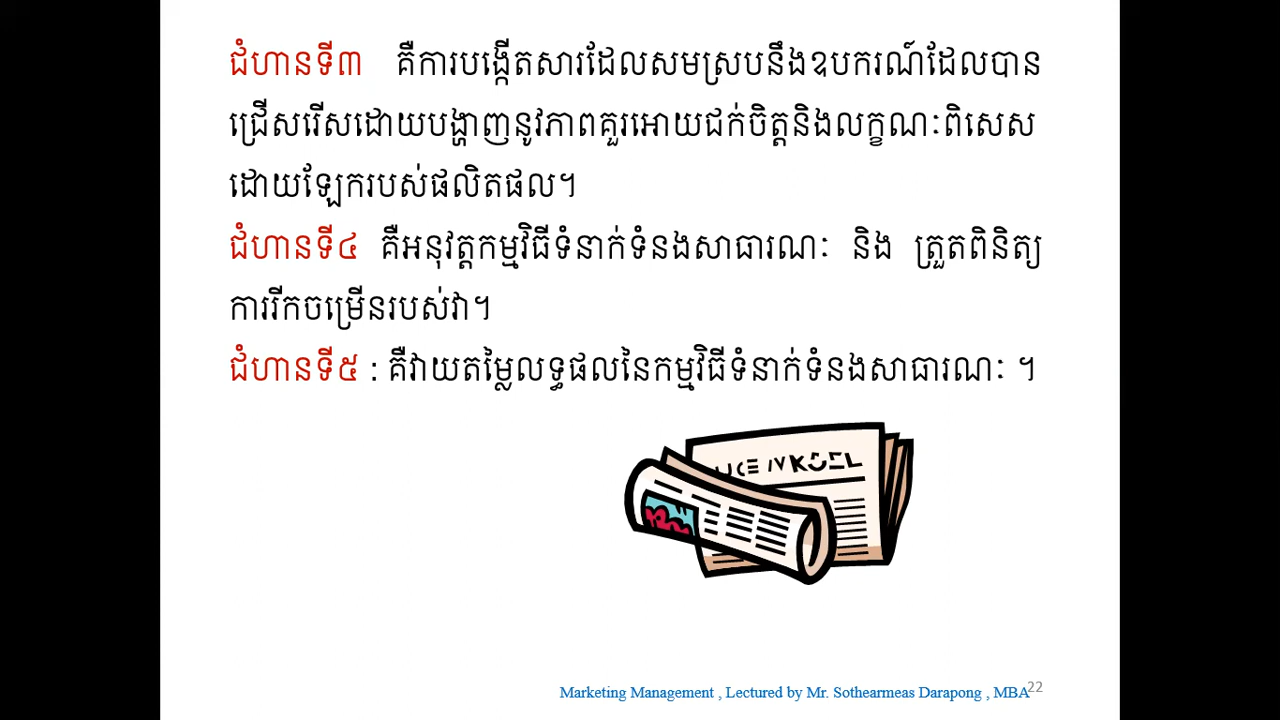 ជំហានទី៣ គឺការបង្កើតសារដែលសមស្របនឹងឧបករណ៍ដែលបាន
ជ្រើសរើសដោយបង្ហាញនូវភាពគួរអោយជក់ចិត្តនិងលក្ខណៈពិសេស
ដោយឡែករបស់ផលិតផល។
ជំហានទី៤ គឺអនុវត្តកម្មវិធីទំនាក់ទំនងសាធារណៈ និង ត្រួតពិនិត្យ
ការរីកចម្រើនរបស់វា។
ជំហានទី៥ : គឺវាយតម្លៃលទ្ធផលនៃកម្មវិធីទំនាក់ទំនងសាធារណៈ ។
Marketing Management , Lectured by Mr. Sothearmeas Darapong , MBA
22